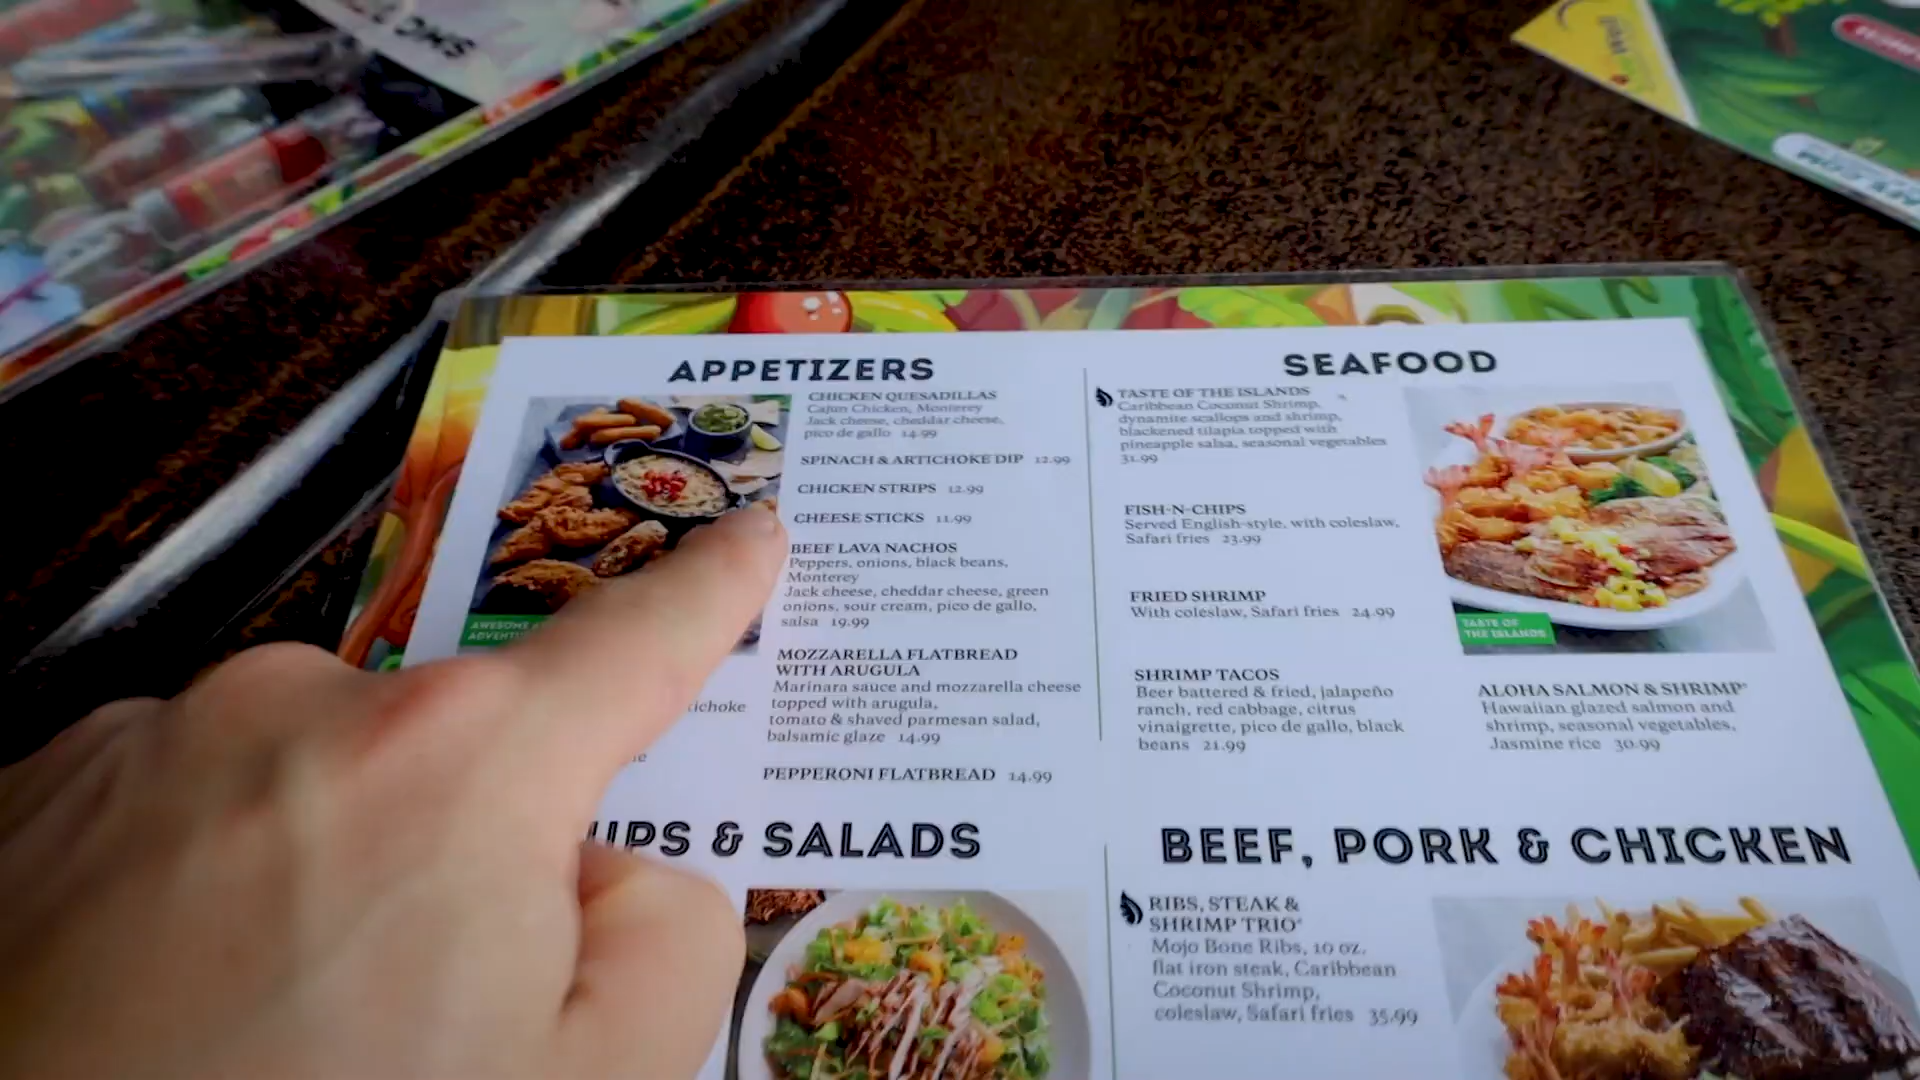 APPETIZERS
CHICKEN QUESADILLAS
Cajun Chicken, Monterey
Jack cheese, cheddar cheese,
pico de gallo 14.99
SPINACH & ARTICHOKE DIP 12.99
CHICKEN STRIPS 12.99
CHEESE STICKS 11.99
BEEF LAVA NACHOS
Peppers, onions, black beans,
Monterey
Jack cheese, cheddar cheese, green
onions, sour cream, pico de gallo,
salsa 19.99
MOZZARELLA FLATBREAD
WITH ARUGULA
Marinara sauce and mozzarella cheese
topped with arugula,
tomato & shaved parmesan salad,
balsamic glaze 14.99
PEPPERONI FLATBREAD 14.99
AWESOME
tichoke
SEAFOOD
TASTE OF THE ISLANDS
Caribbean Coconut Shrimp,
dynamite scallops and shrimp,
blackened tilapia topped with
pineapple salsa, seasonal vegetables
31.99
FISH-N-CHIPS
Served English-style, with coleslaw,
Safari fries 23.99
FRIED SHRIMP
With coleslaw, Safari fries 24.99
SHRIMP TACOS
Beer battered & fried, jalapeño
ranch, red cabbage, citrus
vinaigrette, pico de gallo, black
beans 21.99
TASTE OF
THE ISLANDS
ALOHA SALMON & SHRIMP*
Hawaiian glazed salmon and
shrimp, seasonal vegetables,
Jasmine rice 30.99
UPS & SALADS
BEEF, PORK & CHICKEN
RIBS, STEAK &
SHRIMP TRIO*
Mojo Bone Ribs, 10 oz.
flat iron steak, Caribbean
Coconut Shrimp,
coleslaw, Safari fries 35.99